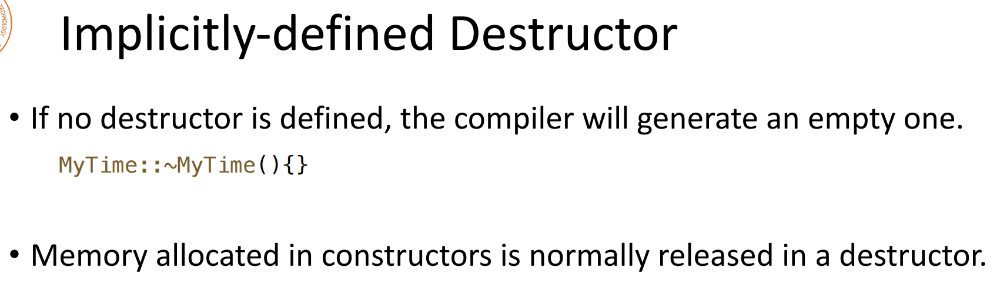 TECHNOLOGY
Implicitly-defined Destructor
• If no destructor is defined, the compiler will generate an empty one.
MyTime::~MyTime(){}
• Memory allocated in constructors is normally released in a destructor.